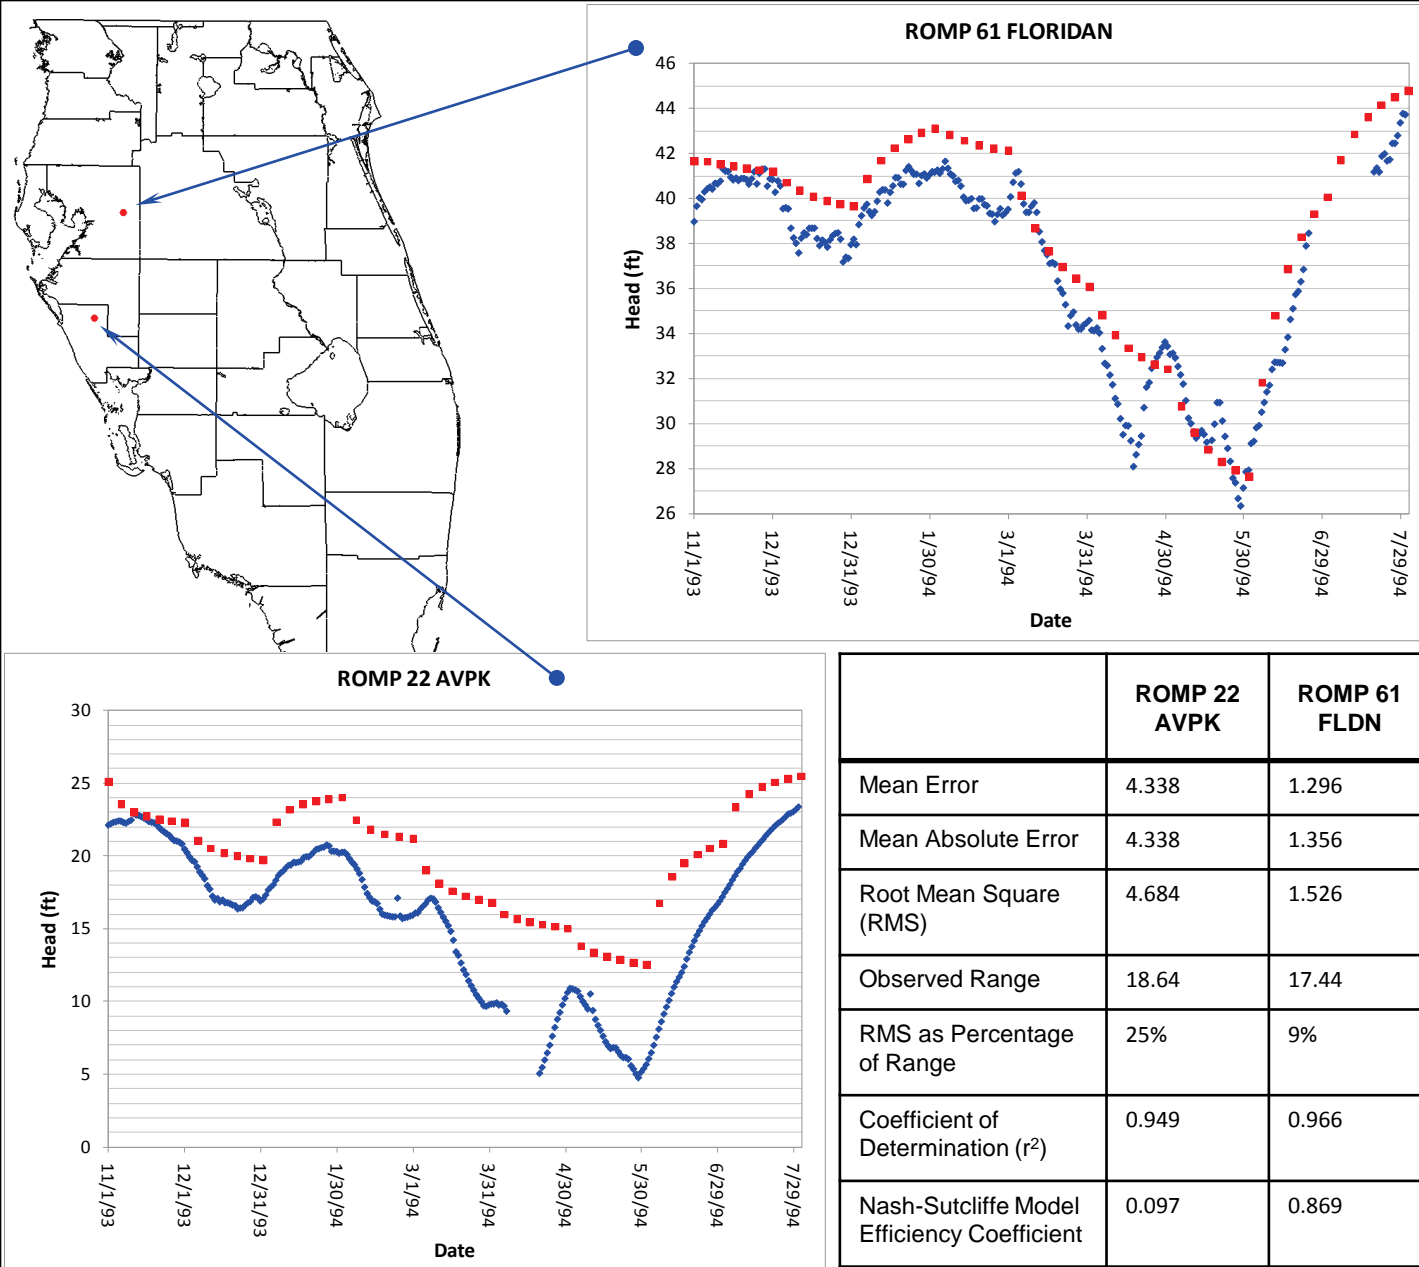 ROMP 61 FLORIDAN
46
44
42
40
38
36
34
32
30
28
26
Head (ft)
11/1/93
12/1/93
12/31/93
1/30/94
3/1/94
3/31/94
4/30/94
5/30/94
6/29/94
7/29/94
Date
ROMP 22 AVPK
30
25
20
15
10
5
0
Head (ft)
11/1/93
12/1/93
12/31/93
1/30/94
3/1/94
3/31/94
4/30/94
5/30/94
6/29/94
7/29/94
Date
ROMP 22 ROMP 61
AVPK FLDN
Mean Error 4.338 1.296
Mean Absolute Error 4.338 1.356
Root Mean Square 4.684 1.526
(RMS)
Observed Range 18.64 17.44
RMS as Percentage 25% 9%
of Range
Coefficient of 0.949 0.966
Determination (r²)
Nash-Sutcliffe Model 0.097 0.869
Efficiency Coefficient